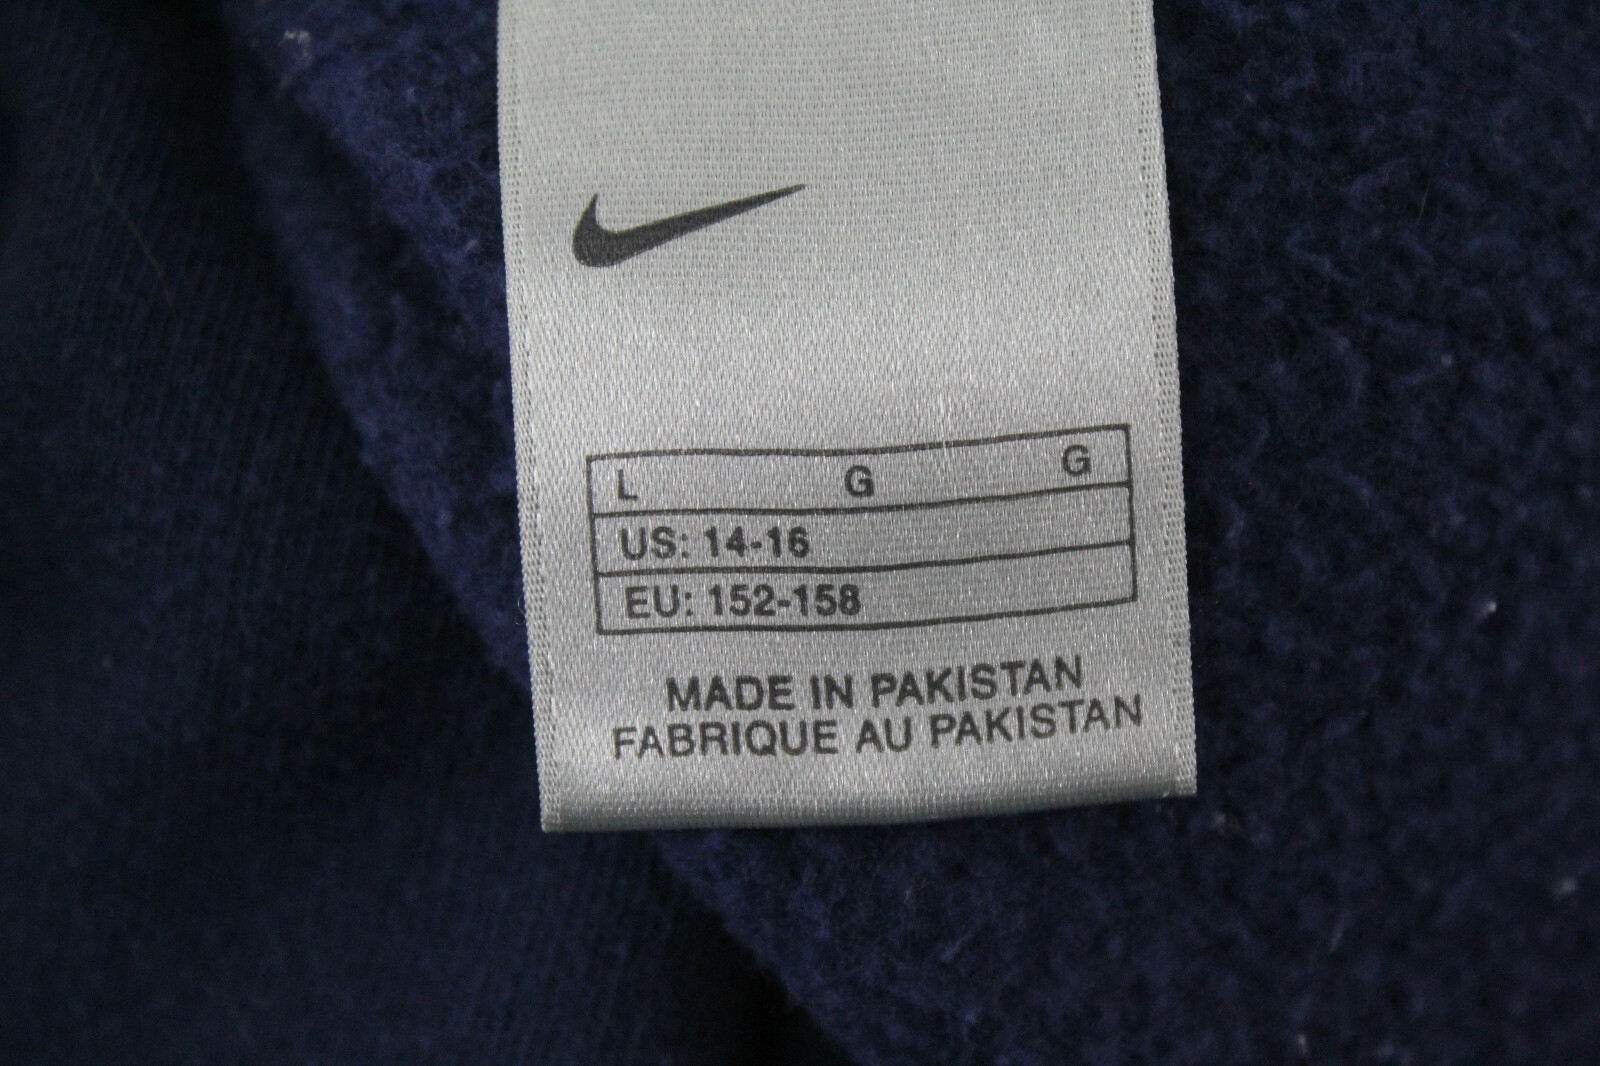 L G G
US: 14-16
EU: 152-158
MADE IN PAKISTAN
FABRIQUE AU PAKISTAN